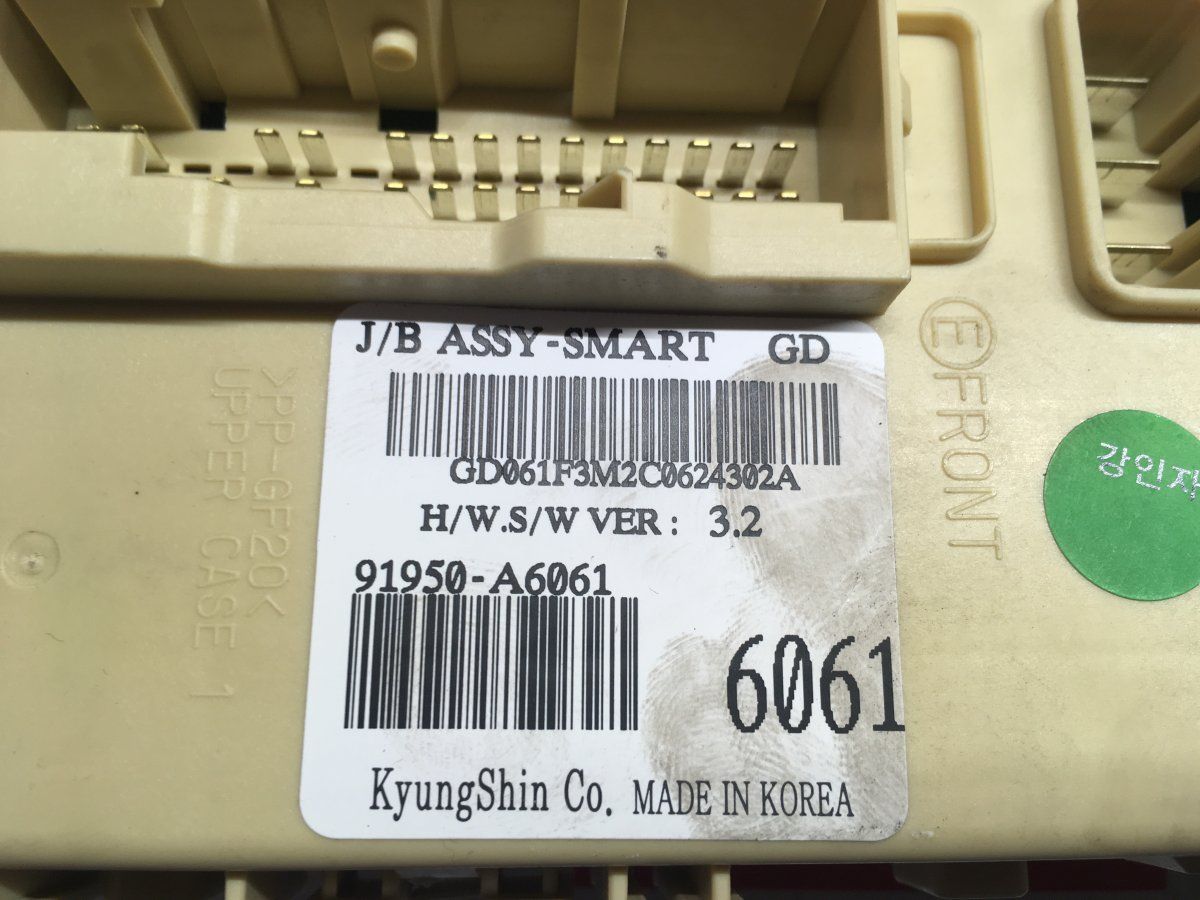 J/B ASSY-SMART GD
GD061F3M2C0624302A
H/W.S/W VER : 3.2
91950-A6061
6061
KyungShin Co. MADE IN KOREA
>PP-GF20<
UPPER CASE 1
E FRONT
강인자